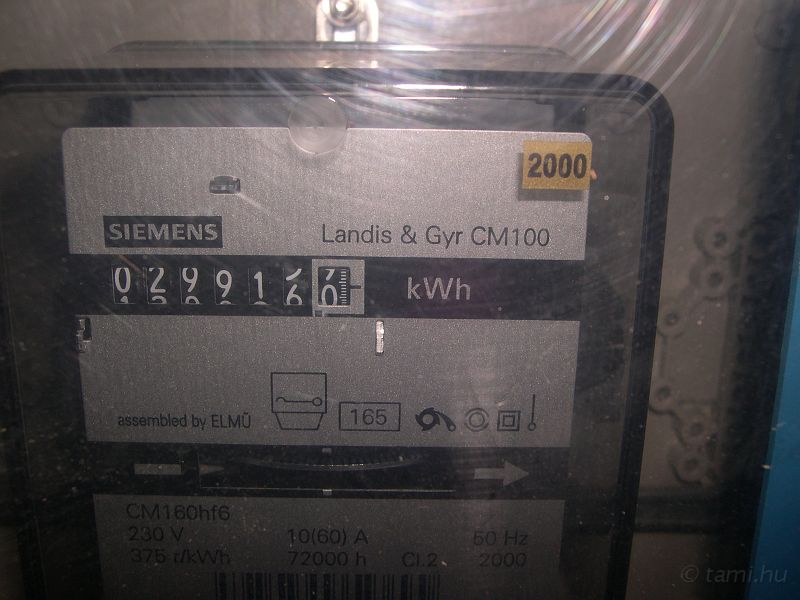 2000
SIEMENS
Landis & Gyr CM100
029916 kWh
assembled by ELMŰ
165
CM160hf6
230 V 10(60) A 50 Hz
375 r/kWh 72000 h Cl.2 2000
© tami.hu